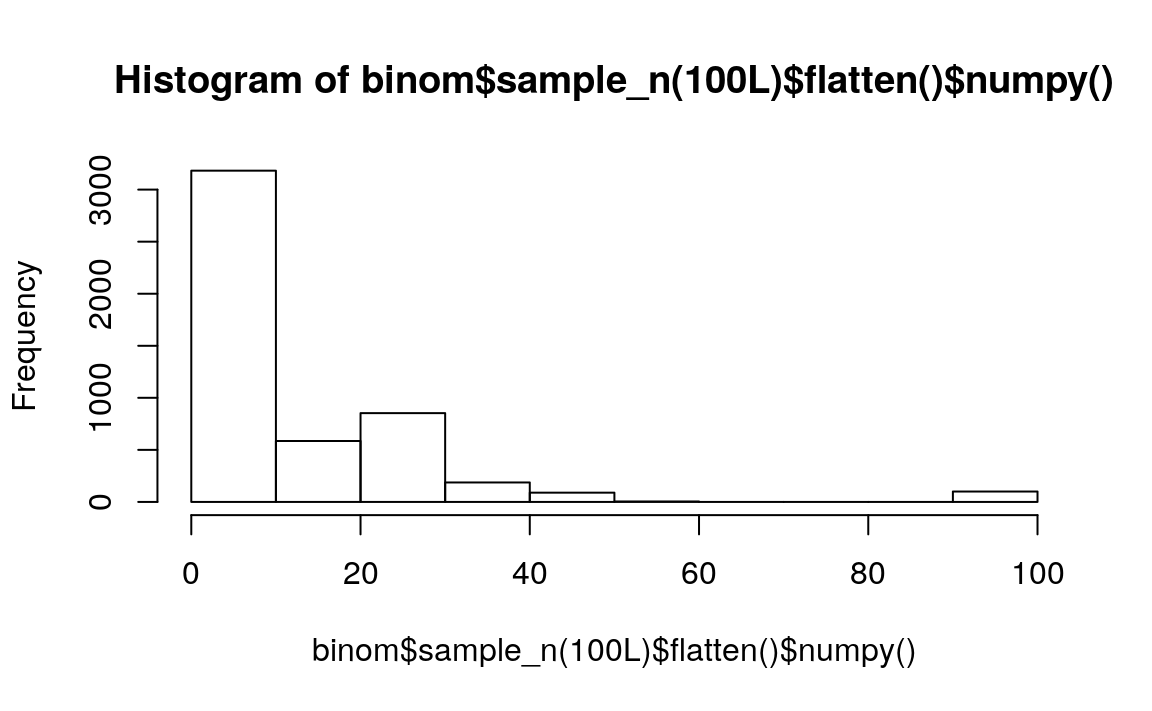 Histogram of binom$sample_n(100L)$flatten()$numpy()
Frequency
3000
2000
1000
0
0 20 40 60 80 100
binom$sample_n(100L)$flatten()$numpy()